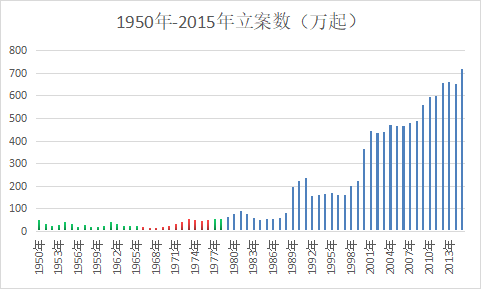 1950年-2015年立案数（万起）
800
700
600
500
400
300
200
100
0
1950年
1953年
1956年
1959年
1962年
1965年
1968年
1971年
1974年
1977年
1980年
1983年
1986年
1989年
1992年
1995年
1998年
2001年
2004年
2007年
2010年
2013年